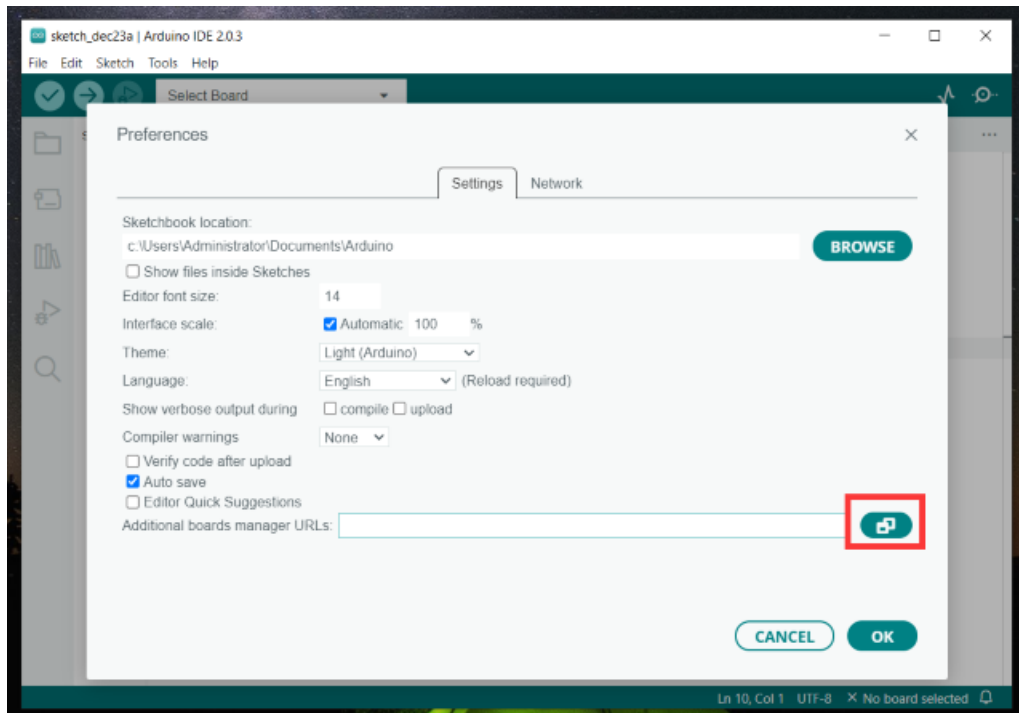 sketch_dec23a | Arduino IDE 2.0.3
File Edit Sketch Tools Help
Select Board
Preferences
Settings Network
Sketchbook location:
c:\Users\Administrator\Documents\Arduino
BROWSE
Show files inside Sketches
Editor font size: 14
Interface scale: Automatic 100 %
Theme: Light (Arduino)
Language: English (Reload required)
Show verbose output during compile upload
Compiler warnings None
Verify code after upload
Auto save
Editor Quick Suggestions
Additional boards manager URLs:
CANCEL OK
Ln 10, Col 1 UTF-8 No board selected